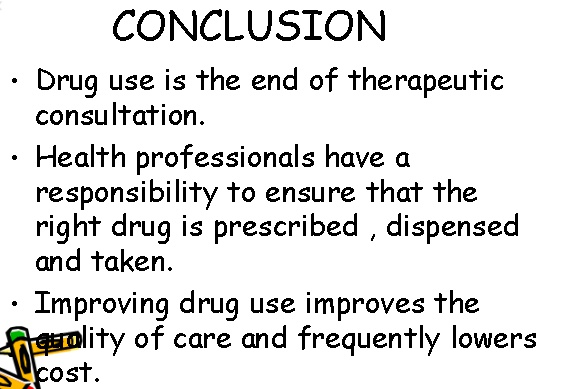 CONCLUSION
• Drug use is the end of therapeutic
consultation.
• Health professionals have a
responsibility to ensure that the
right drug is prescribed , dispensed
and taken.
• Improving drug use improves the
quality of care and frequently lowers
cost.